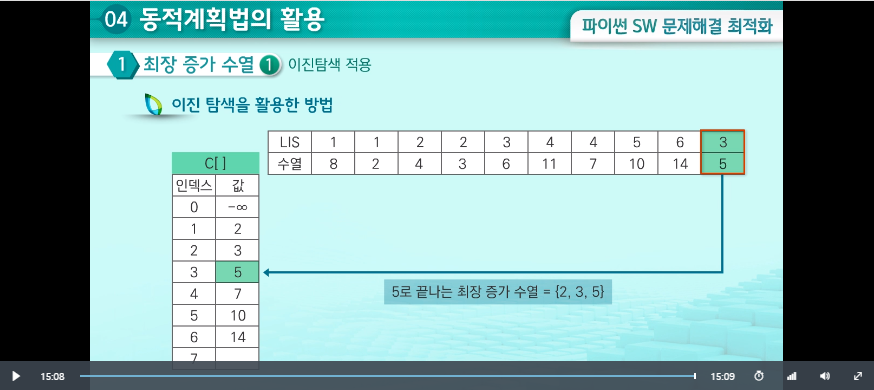 04 동적계획법의 활용
파이썬 SW 문제해결 최적화
1 최장 증가 수열 1 이진탐색 적용
이진 탐색을 활용한 방법
LIS 1 1 2 2 3 4 4 5 6 3
수열 8 2 4 3 6 11 7 10 14 5
C[ ]
인덱스 값
0 -∞
1 2
2 3
3 5
4 7
5 10
6 14
7
5로 끝나는 최장 증가 수열 = {2, 3, 5}
15:08 15:09